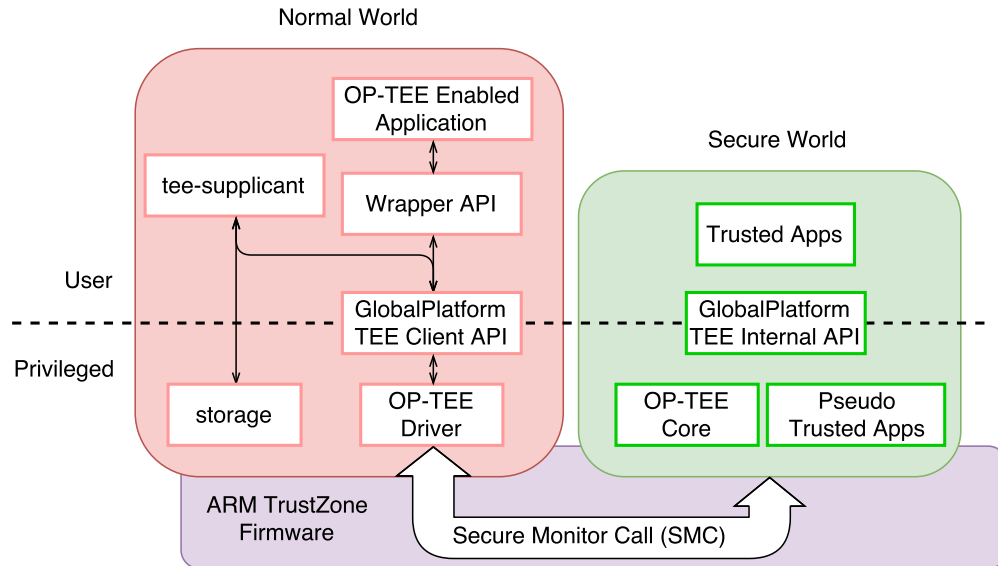 Normal World
OP-TEE Enabled
Application
Secure World
tee-supplicant
Wrapper API
Trusted Apps
User
GlobalPlatform
TEE Client API
GlobalPlatform
TEE Internal API
Privileged
storage
OP-TEE
Driver
OP-TEE
Core
Pseudo
Trusted Apps
ARM TrustZone
Firmware
Secure Monitor Call (SMC)